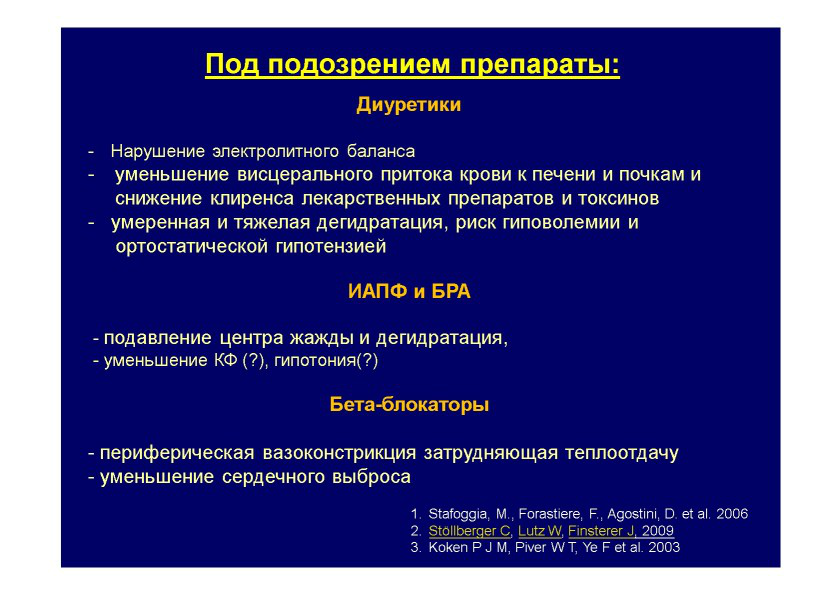 Под подозрением препараты:
Диуретики
- Нарушение электролитного баланса
- уменьшение висцерального притока крови к печени и почкам и
снижение клиренса лекарственных препаратов и токсинов
- умеренная и тяжелая дегидратация, риск гиповолемии и
ортостатической гипотензией
ИАПФ и БРА
- подавление центра жажды и дегидратация,
- уменьшение КФ (?), гипотония(?)
Бета-блокаторы
- периферическая вазоконстрикция затрудняющая теплоотдачу
- уменьшение сердечного выброса
1. Stafoggia, M., Forastiere, F., Agostini, D. et al. 2006
2. Stöllberger C, Lutz W, Finsterer J, 2009
3. Koken P J M, Piver W T, Ye F et al. 2003